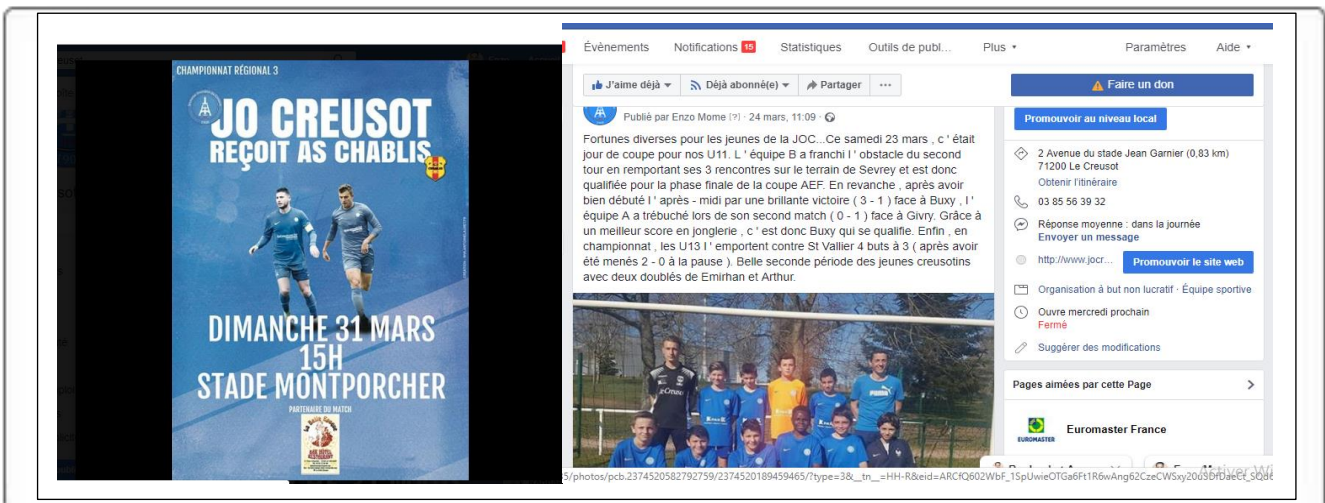 CHAMPIONNAT RÉGIONAL 3
JO CREUSOT
REÇOIT AS CHABLIS
DIMANCHE 31 MARS
15H
STADE MONTPORCHER
PARTENAIRE DU MATCH
Évènements Notifications 15 Statistiques Outils de publ... Plus Paramètres Aide
J'aime déjà Déjà abonné(e) Partager ...
Faire un don
Publié par Enzo Mome [?] · 24 mars, 11:09 ·
Fortunes diverses pour les jeunes de la JOC...Ce samedi 23 mars , c ' était
jour de coupe pour nos U11. L ' équipe B a franchi l ' obstacle du second
tour en remportant ses 3 rencontres sur le terrain de Sevrey et est donc
qualifiée pour la phase finale de la coupe AEF. En revanche , après avoir
bien débuté l ' après - midi par une brillante victoire ( 3 - 1 ) face à Buxy , l '
équipe A a trébuché lors de son second match ( 0 - 1 ) face à Givry. Grâce à
un meilleur score en jonglerie , c ' est donc Buxy qui se qualifie. Enfin , en
championnat , les U13 l ' emportent contre St Vallier 4 buts à 3 ( après avoir
été menés 2 - 0 à la pause ). Belle seconde période des jeunes creusotins
avec deux doublés de Emirhan et Arthur.
Promouvoir au niveau local
2 Avenue du stade Jean Garnier (0,83 km)
71200 Le Creusot
Obtenir l'itinéraire
03 85 56 39 32
Réponse moyenne : dans la journée
Envoyer un message
http://www.jocr... Promouvoir le site web
Organisation à but non lucratif · Équipe sportive
Ouvre mercredi prochain
Fermé
Suggérer des modifications
Pages aimées par cette Page
EUROMASTER Euromaster France
Activer Wi